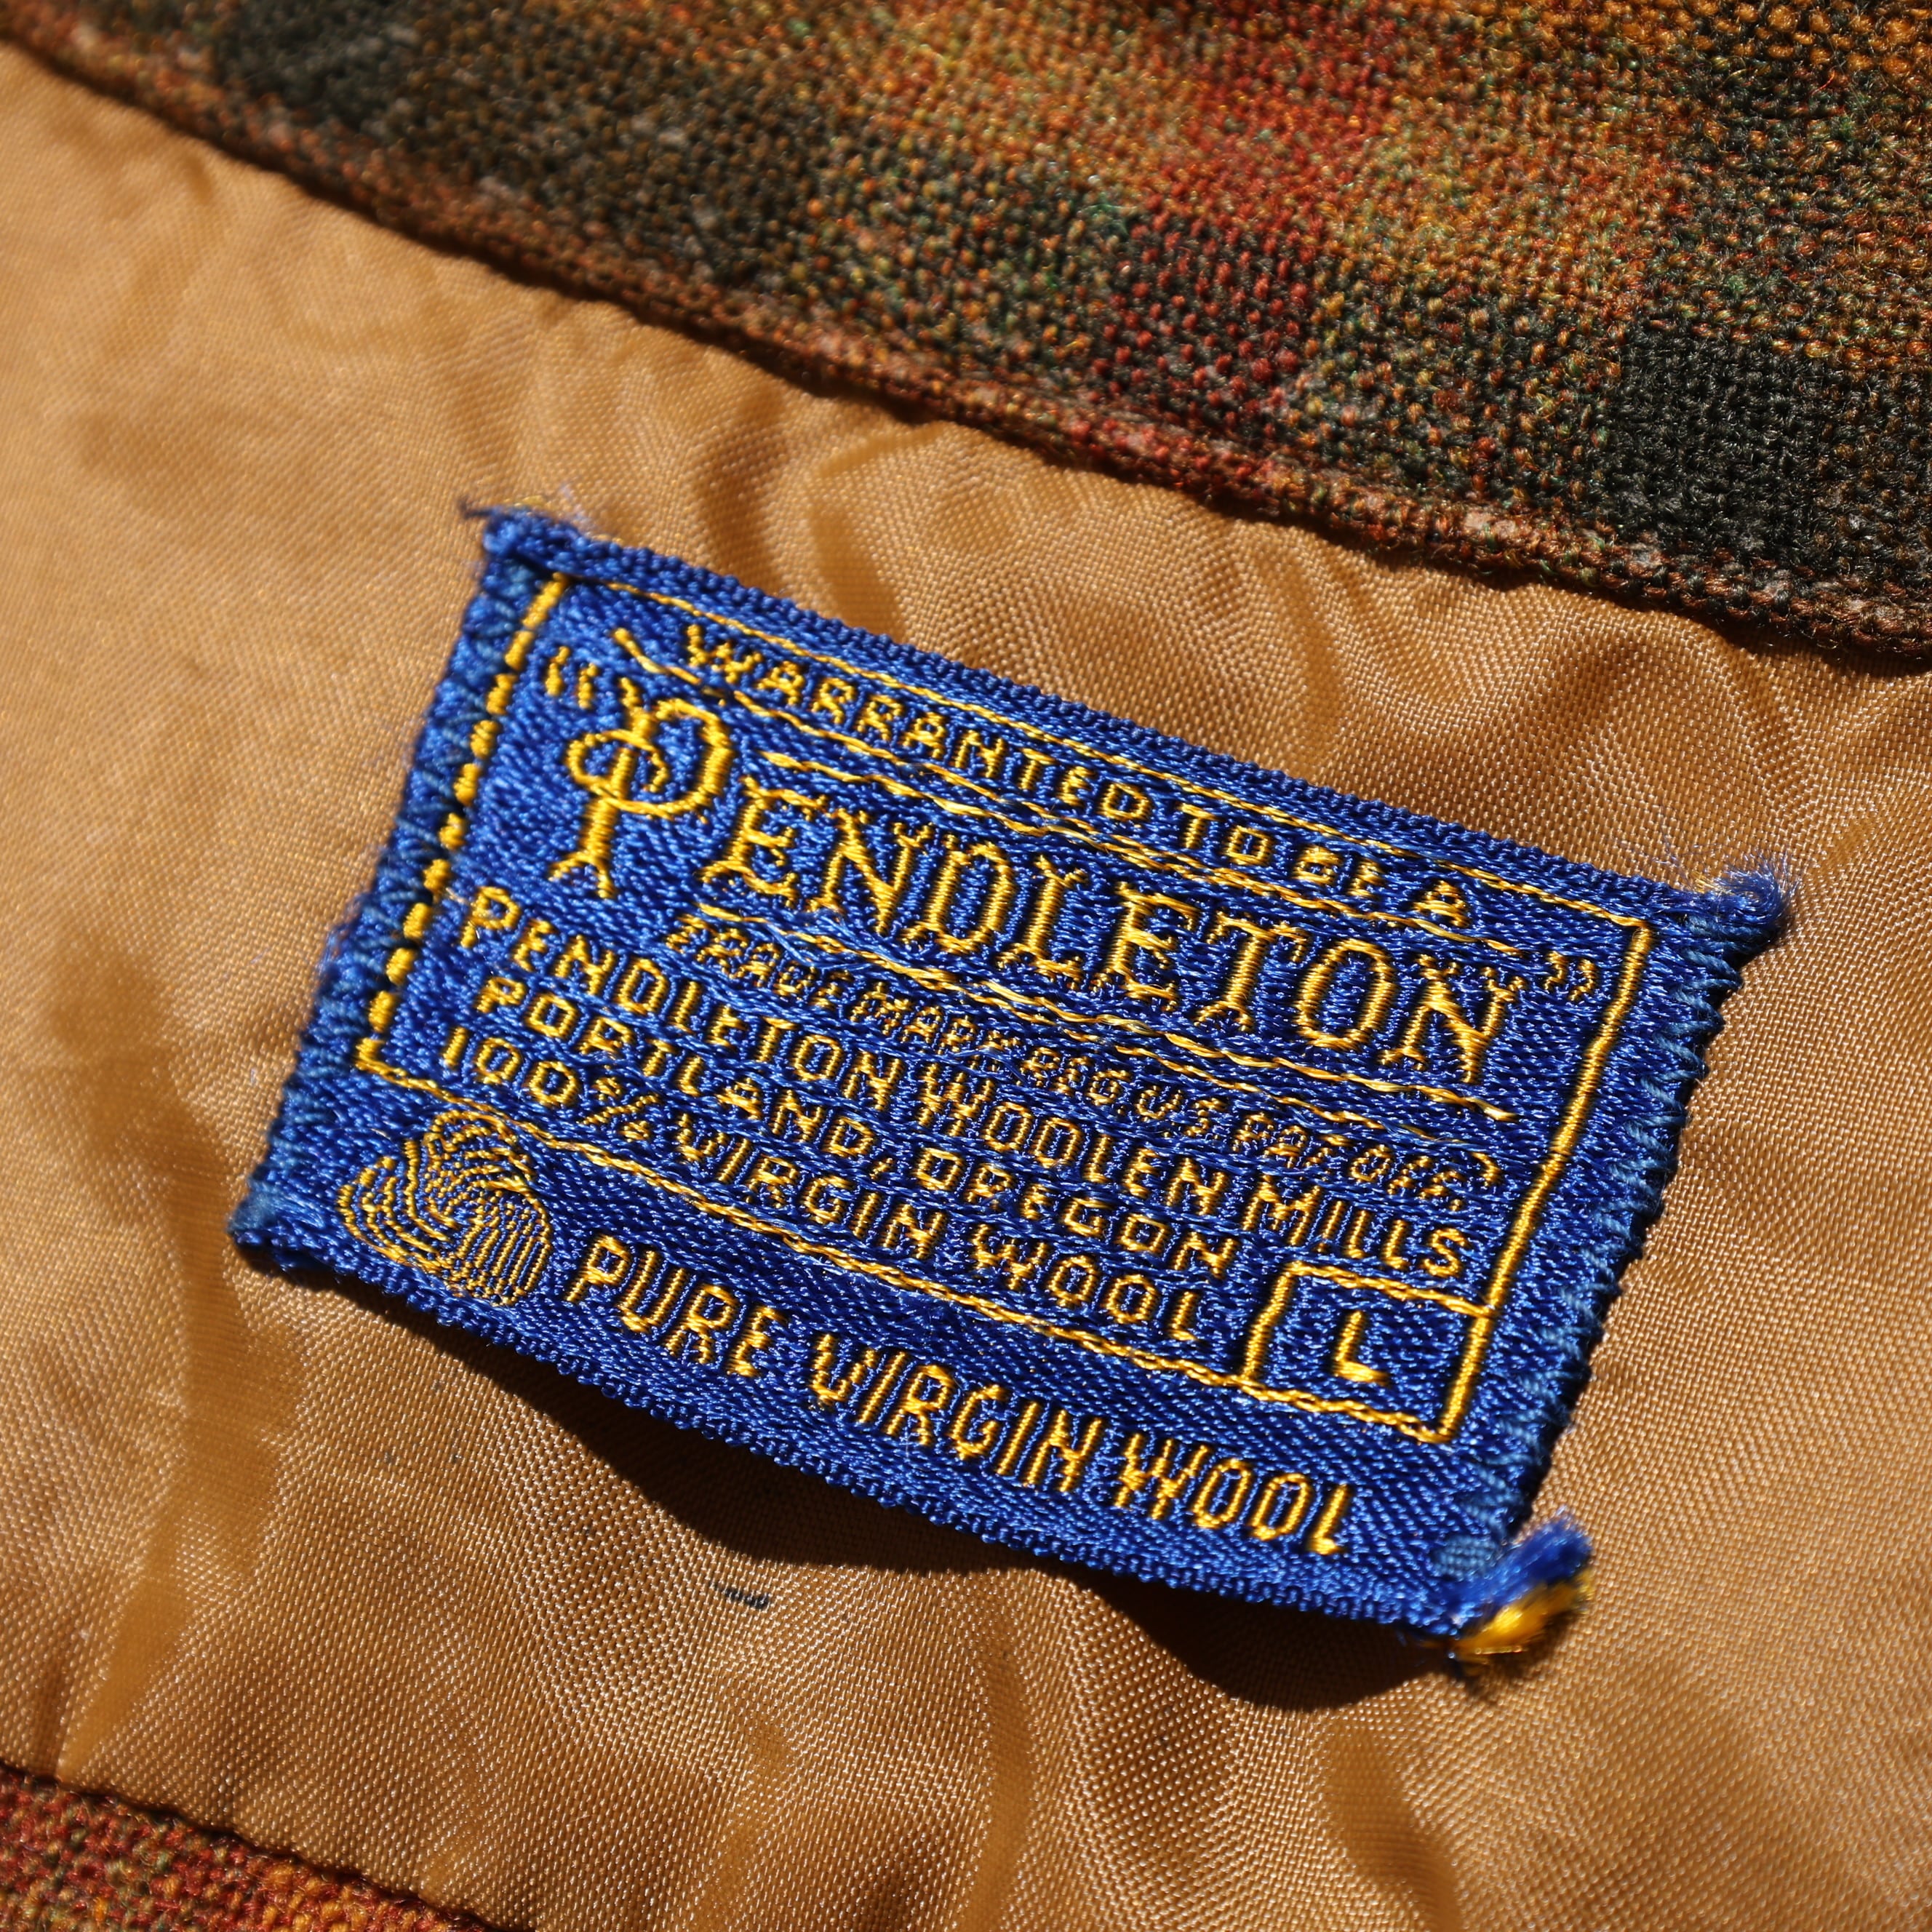 WARRANTED TO BE A
"PENDLETON"
TRADE MARK REG. U.S. PAT. OFF.
PENDLETON WOOLEN MILLS
PORTLAND, OREGON
100% VIRGIN WOOL
L
PURE VIRGIN WOOL